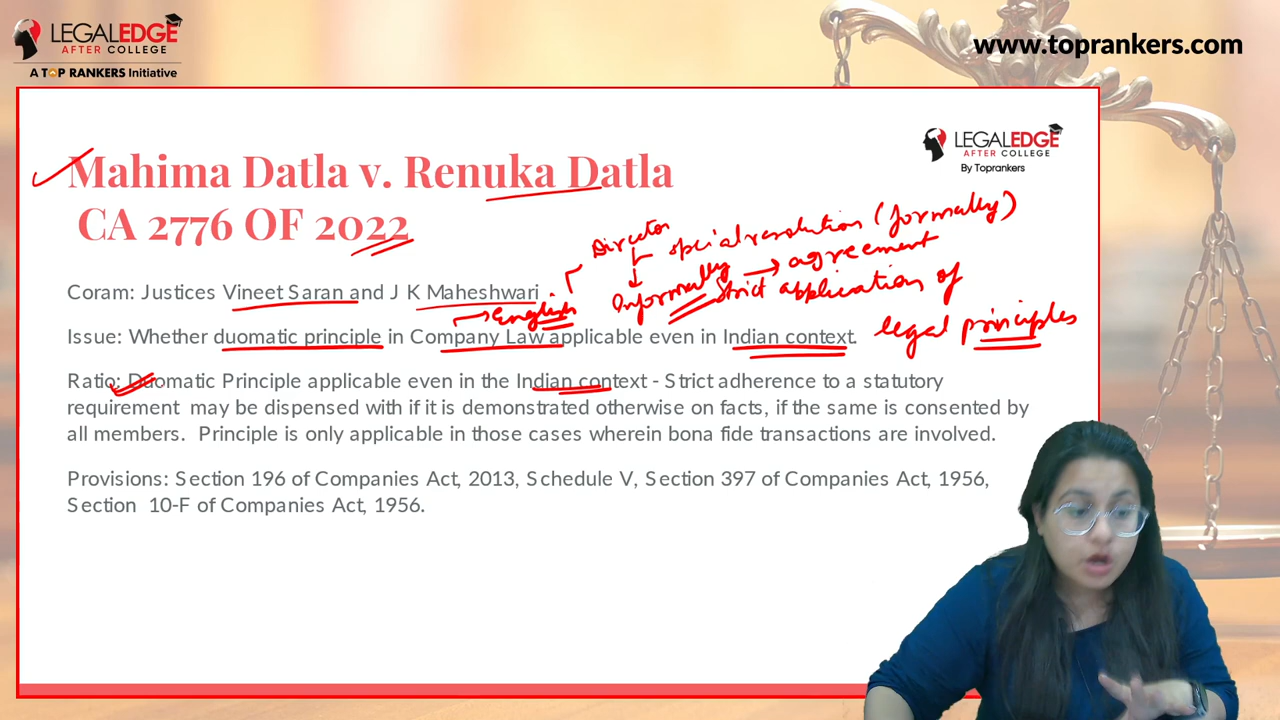 LEGALEDGE
AFTER COLLEGE
A TOP RANKERS Initiative
www.toprankers.com
LEGALEDGE
AFTER COLLEGE
By Toprankers
Mahima Datla v. Renuka Datla
CA 2776 OF 2022
Director
special resolution (formally)
Informally → agreement
Strict application of
legal principles
Coram: Justices Vineet Saran and J K Maheshwari
→ English
Issue: Whether duomatic principle in Company Law applicable even in Indian context.
Ratio: Duomatic Principle applicable even in the Indian context - Strict adherence to a statutory
requirement may be dispensed with if it is demonstrated otherwise on facts, if the same is consented by
all members. Principle is only applicable in those cases wherein bona fide transactions are involved.
Provisions: Section 196 of Companies Act, 2013, Schedule V, Section 397 of Companies Act, 1956,
Section 10-F of Companies Act, 1956.